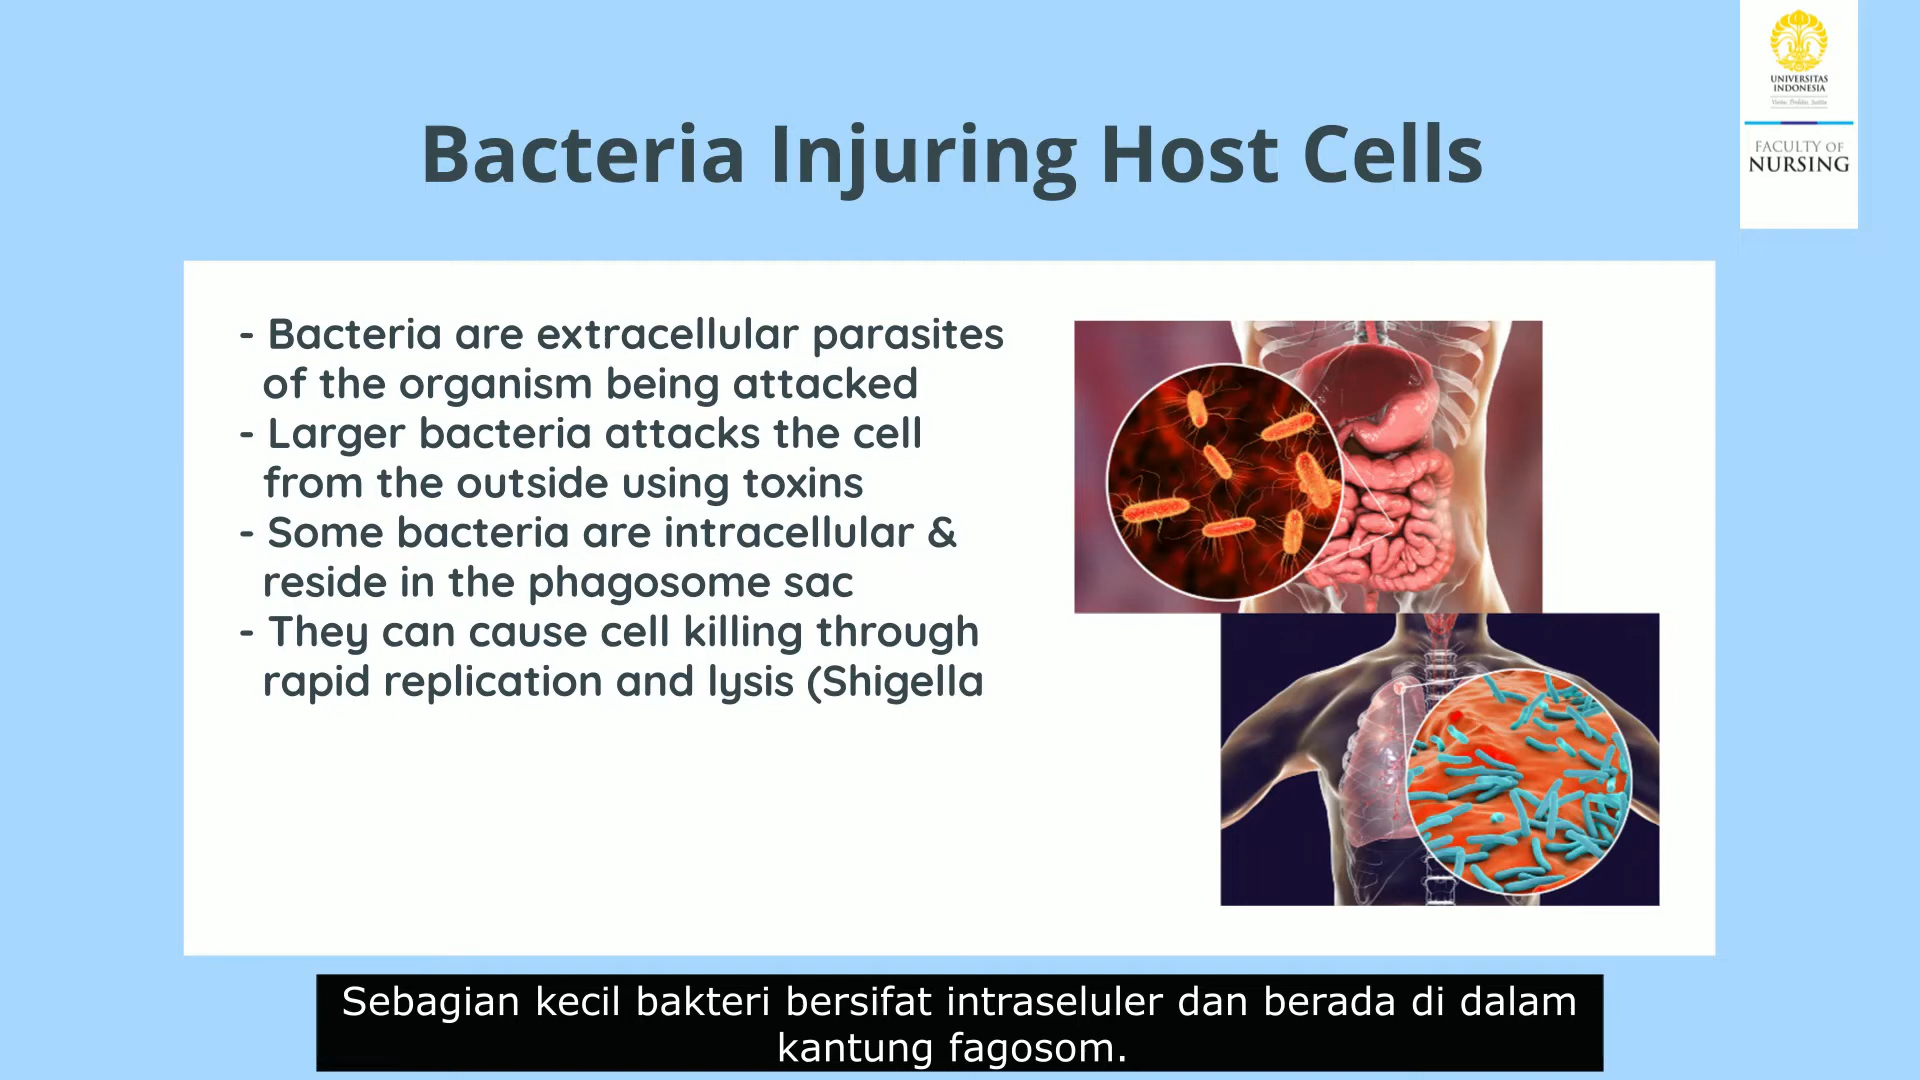 UNIVERSITAS
INDONESIA
Veritas, Probitas, Justitia
FACULTY OF
NURSING
Bacteria Injuring Host Cells
- Bacteria are extracellular parasites
of the organism being attacked
- Larger bacteria attacks the cell
from the outside using toxins
- Some bacteria are intracellular &
reside in the phagosome sac
- They can cause cell killing through
rapid replication and lysis (Shigella
Sebagian kecil bakteri bersifat intraseluler dan berada di dalam
kantung fagosom.